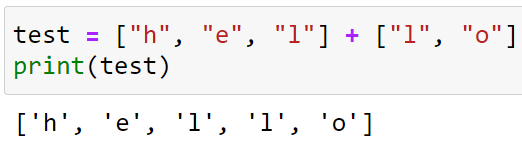 test = ["h", "e", "l"] + ["l", "o"]
print(test)
['h', 'e', 'l', 'l', 'o']